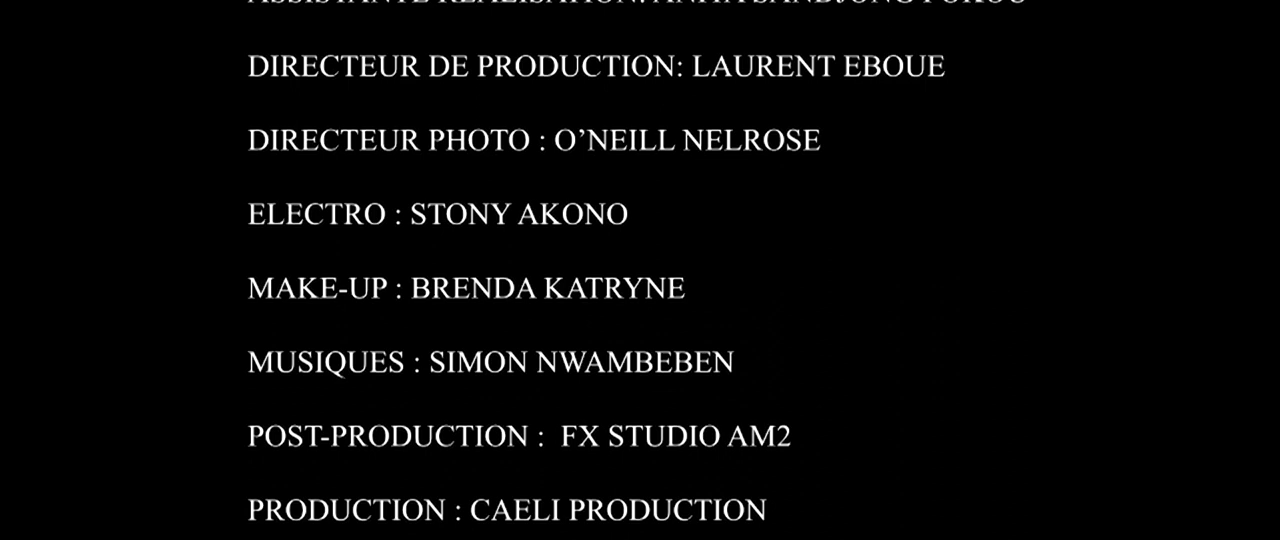 DIRECTEUR DE PRODUCTION: LAURENT EBOUE
DIRECTEUR PHOTO : O’NEILL NELROSE
ELECTRO : STONY AKONO
MAKE-UP : BRENDA KATRYNE
MUSIQUES : SIMON NWAMBEBEN
POST-PRODUCTION :  FX STUDIO AM2
PRODUCTION : CAELI PRODUCTION